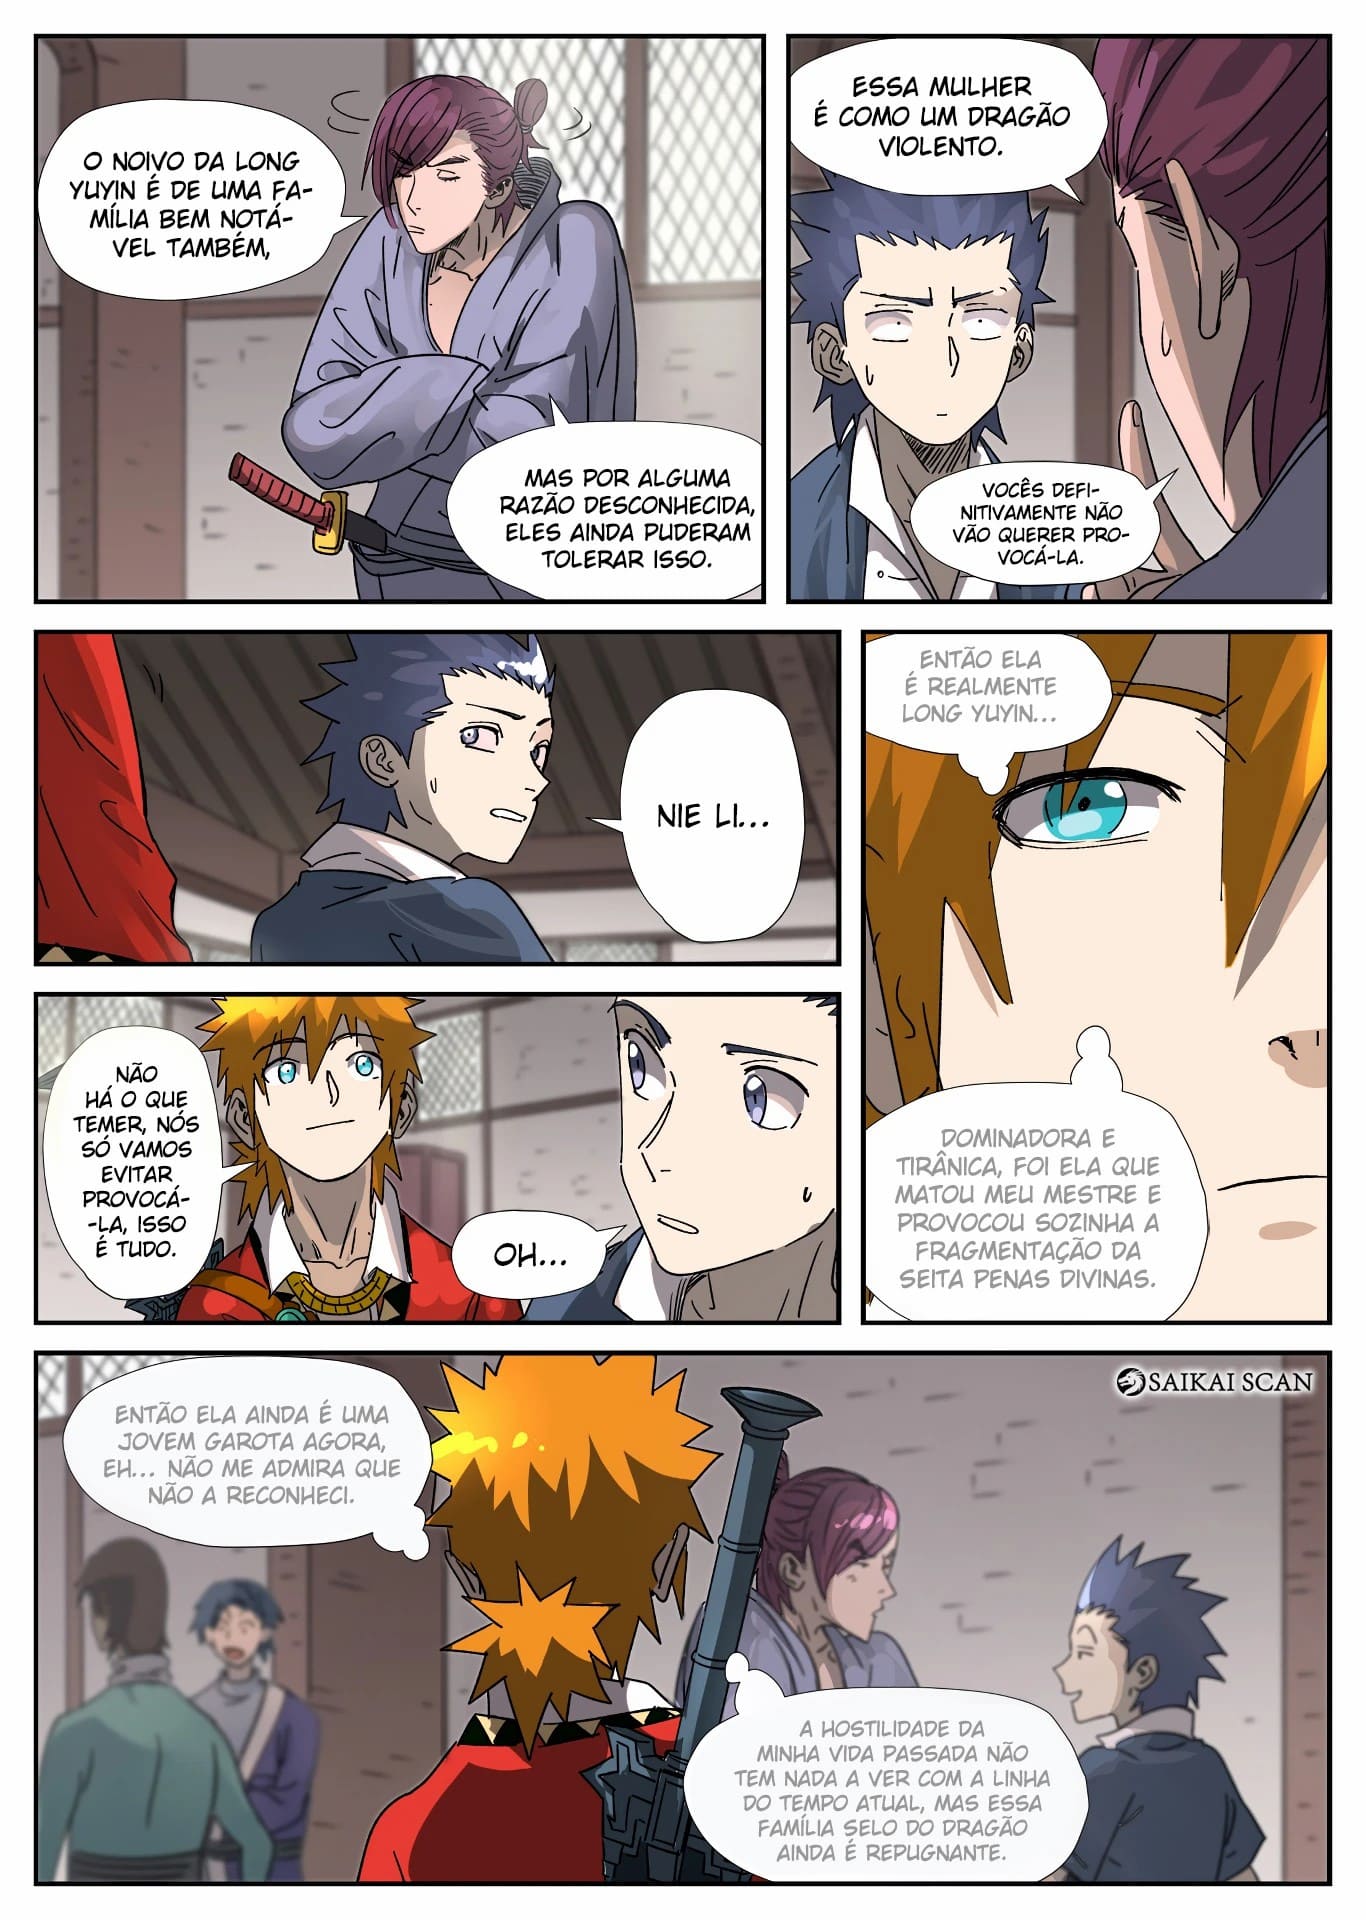 O NOIVO DA LONG
YUYIN É DE UMA FA-
MÍLIA BEM NOTÁ-
VEL TAMBÉM,
MAS POR ALGUMA
RAZÃO DESCONHECIDA,
ELES AINDA PUDERAM
TOLERAR ISSO.
ESSA MULHER
É COMO UM DRAGÃO
VIOLENTO.
VOCÊS DEFI-
NITIVAMENTE NÃO
VÃO QUERER PRO-
VOCÁ-LA.
NIE LI...
ENTÃO ELA
É REALMENTE
LONG YUYIN...
DOMINADORA E
TIRÂNICA, FOI ELA QUE
MATOU MEU MESTRE E
PROVOCOU SOZINHA A
FRAGMENTAÇÃO DA
SEITA PENAS DIVINAS.
NÃO
HÁ O QUE
TEMER, NÓS
SÓ VAMOS
EVITAR
PROVOCÁ-
-LA, ISSO
É TUDO.
OH...
SAIKAI SCAN
ENTÃO ELA AINDA É UMA
JOVEM GAROTA AGORA,
EH... NÃO ME ADMIRA QUE
NÃO A RECONHECI.
A HOSTILIDADE DA
MINHA VIDA PASSADA NÃO
TEM NADA A VER COM A LINHA
DO TEMPO ATUAL, MAS ESSA
FAMÍLIA SELO DO DRAGÃO
AINDA É REPUGNANTE.